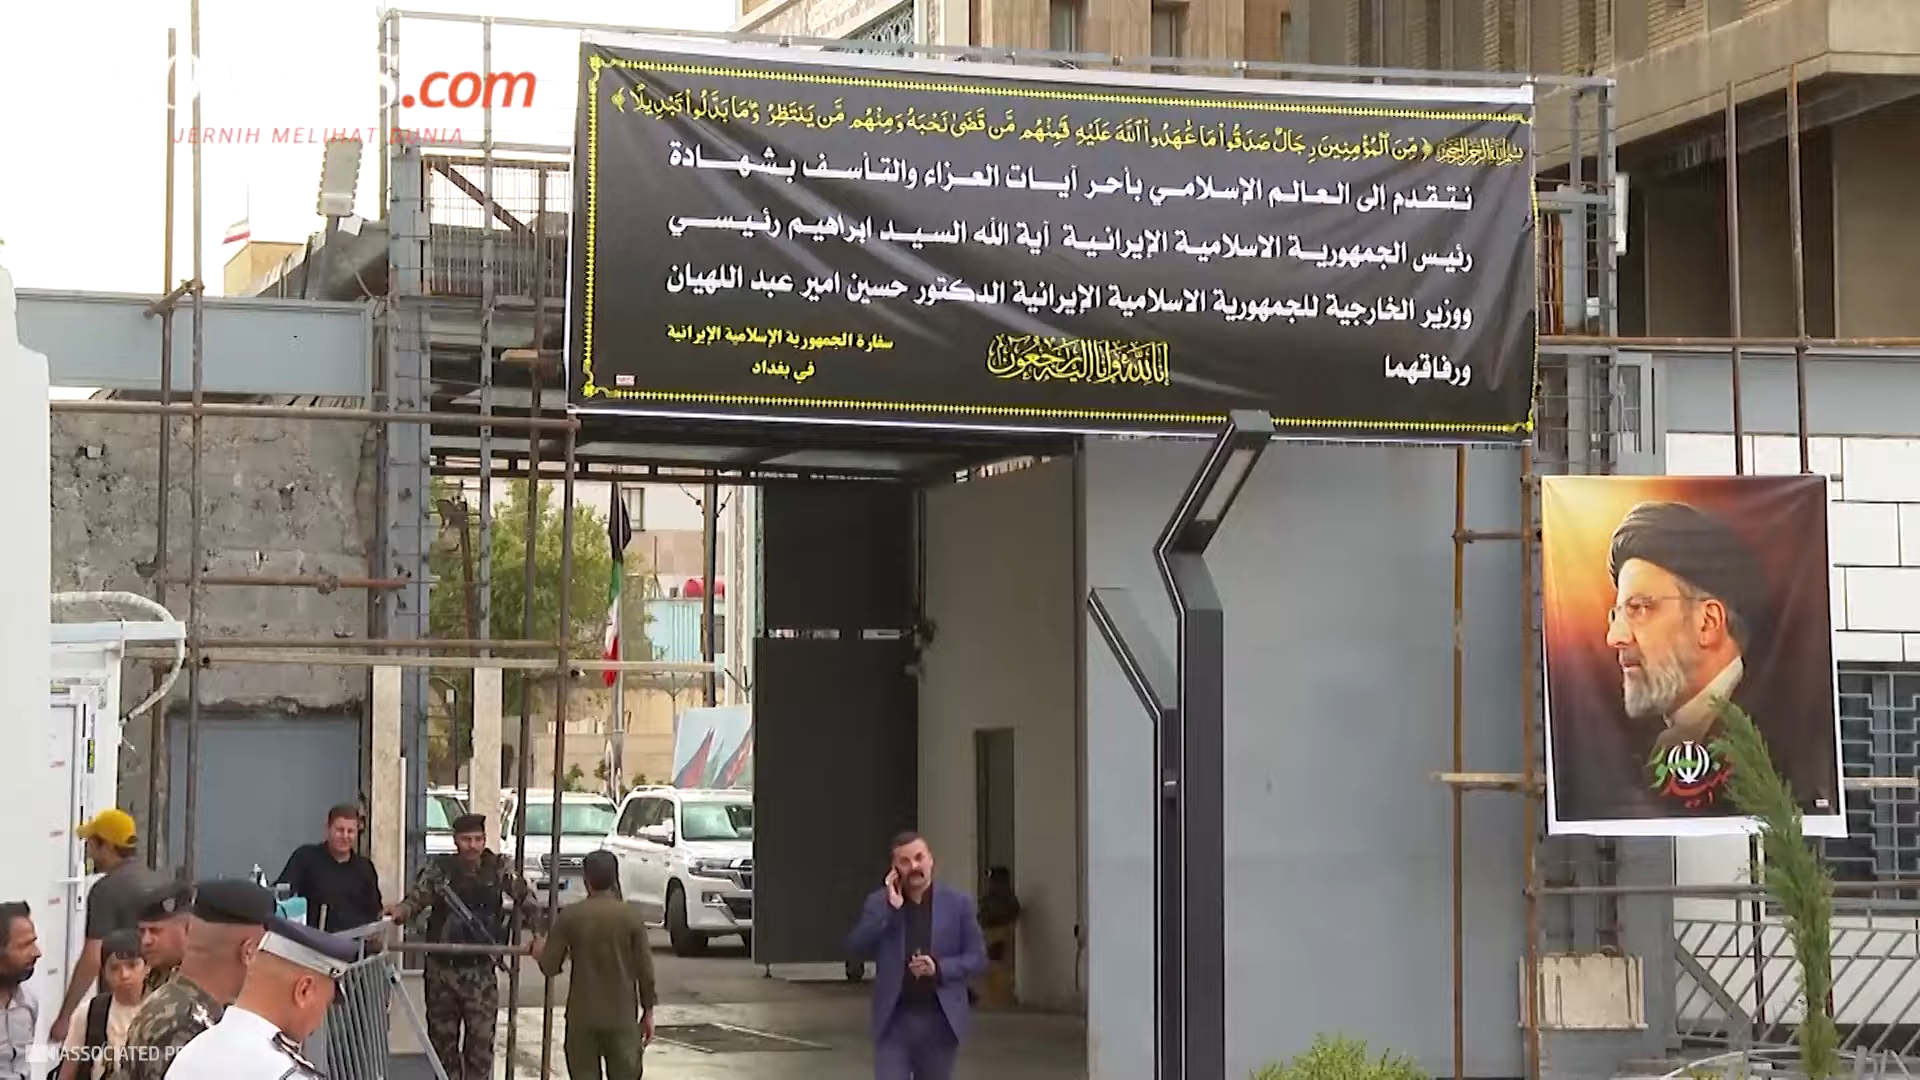 .com
JERNIH MELIHAT DUNIA
بسم الله الرحمن الرحيم ﴿مِّنَ ٱلْمُؤْمِنِينَ رِجَالٌ صَدَقُوا۟ مَا عَٰهَدُوا۟ ٱللَّهَ عَلَيْهِ فَمِنْهُم مَّن قَضَىٰ نَحْبَهُۥ وَمِنْهُم مَّن يَنتَظِرُ وَمَا بَدَّلُوا۟ تَبْدِيلًا﴾
نتقدم إلى العالم الإسلامي بأحر آيات العزاء والتأسف بشهادة
رئيس الجمهورية الاسلامية الإيرانية آية الله السيد ابراهيم رئيسي
ووزير الخارجية للجمهورية الاسلامية الإيرانية الدكتور حسين امير عبد اللهيان
ورفاقهما
إنا لله وإنا إليه راجعون
سفارة الجمهورية الإسلامية الإيرانية
في بغداد
ASSOCIATED